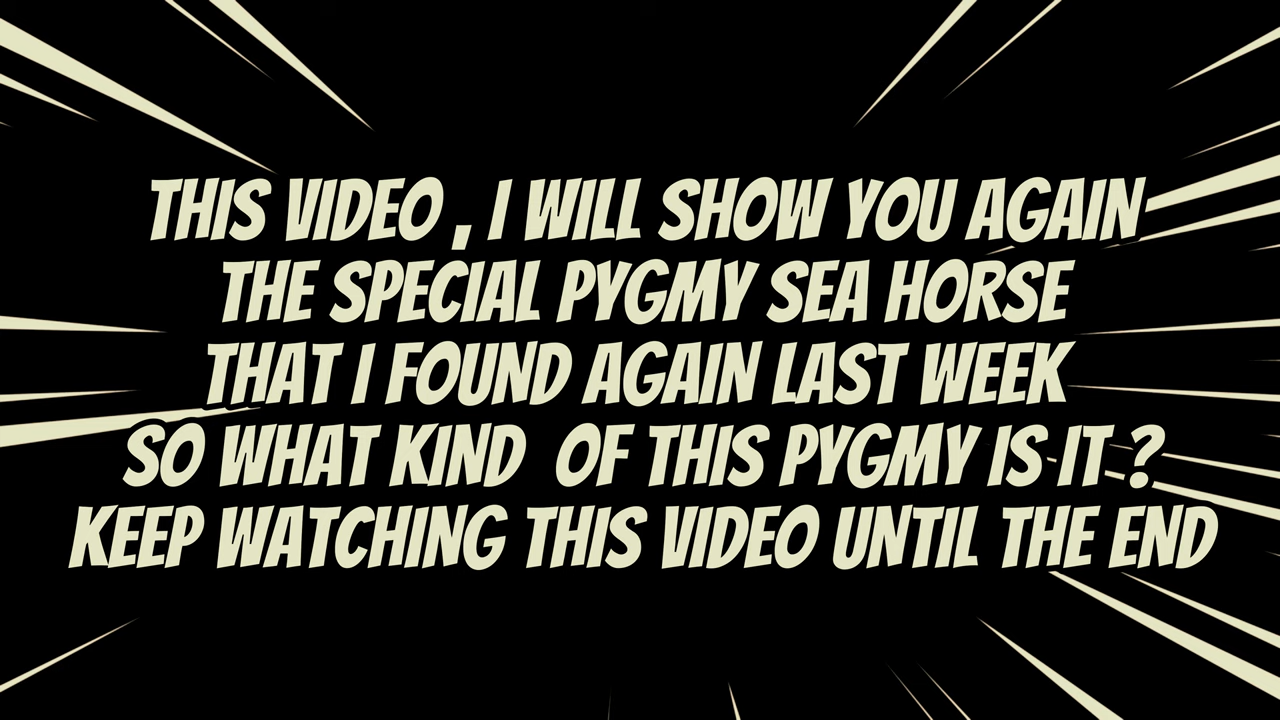 THIS VIDEO , I WILL SHOW YOU AGAIN
THE SPECIAL PYGMY SEA HORSE
THAT I FOUND AGAIN LAST WEEK
SO WHAT KIND  OF THIS PYGMY IS IT ?
KEEP WATCHING THIS VIDEO UNTIL THE END